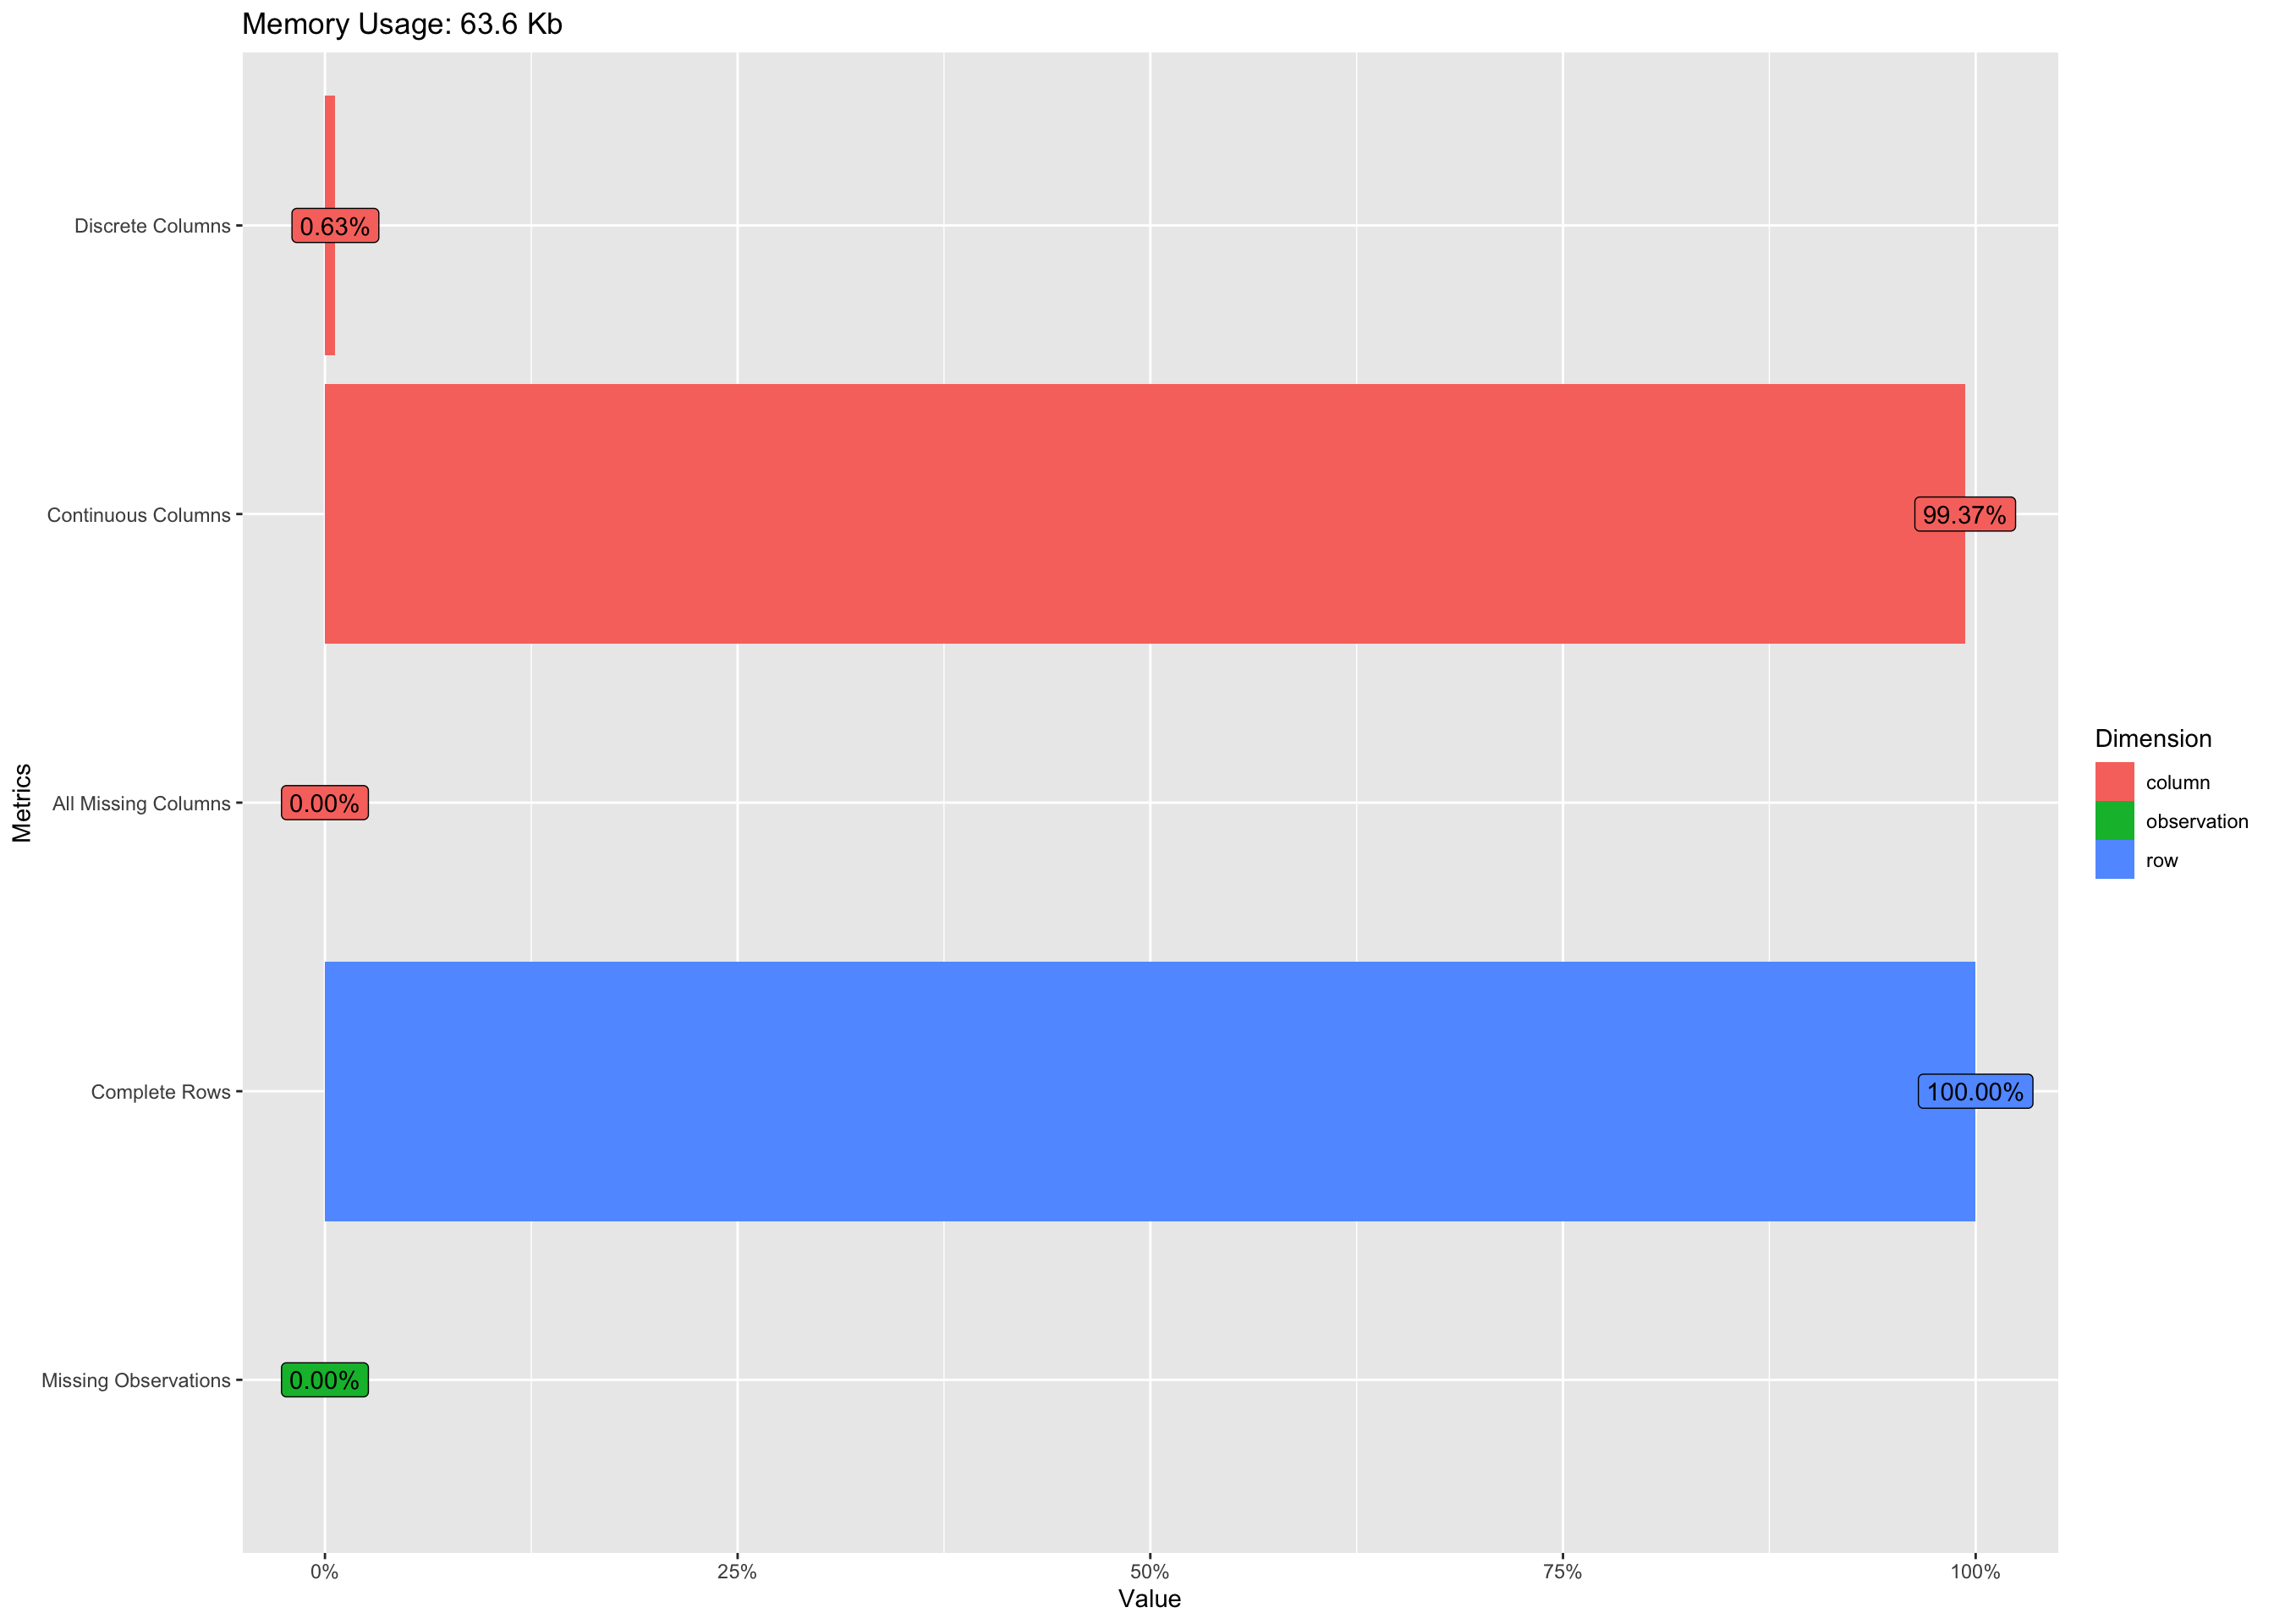 Memory Usage: 63.6 Kb
Metrics
Discrete Columns
0.63%
Continuous Columns
99.37%
All Missing Columns
0.00%
Complete Rows
100.00%
Missing Observations
0.00%
0% 25% 50% 75% 100%
Value
Dimension
column
observation
row